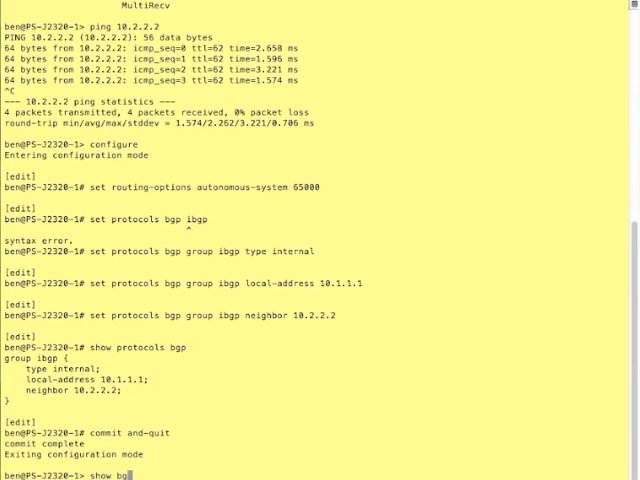 MultiRecv
ben@PS-J2320-1> ping 10.2.2.2
PING 10.2.2.2 (10.2.2.2): 56 data bytes
64 bytes from 10.2.2.2: icmp_seq=0 ttl=62 time=2.658 ms
64 bytes from 10.2.2.2: icmp_seq=1 ttl=62 time=1.596 ms
64 bytes from 10.2.2.2: icmp_seq=2 ttl=62 time=3.221 ms
64 bytes from 10.2.2.2: icmp_seq=3 ttl=62 time=1.574 ms
^C
--- 10.2.2.2 ping statistics ---
4 packets transmitted, 4 packets received, 0% packet loss
round-trip min/avg/max/stddev = 1.574/2.262/3.221/0.706 ms
ben@PS-J2320-1> configure
Entering configuration mode
[edit]
ben@PS-J2320-1# set routing-options autonomous-system 65000
[edit]
ben@PS-J2320-1# set protocols bgp ibgp
^
syntax error.
ben@PS-J2320-1# set protocols bgp group ibgp type internal
[edit]
ben@PS-J2320-1# set protocols bgp group ibgp local-address 10.1.1.1
[edit]
ben@PS-J2320-1# set protocols bgp group ibgp neighbor 10.2.2.2
[edit]
ben@PS-J2320-1# show protocols bgp
group ibgp {
type internal;
local-address 10.1.1.1;
neighbor 10.2.2.2;
}
[edit]
ben@PS-J2320-1# commit and-quit
commit complete
Exiting configuration mode
ben@PS-J2320-1> show bg